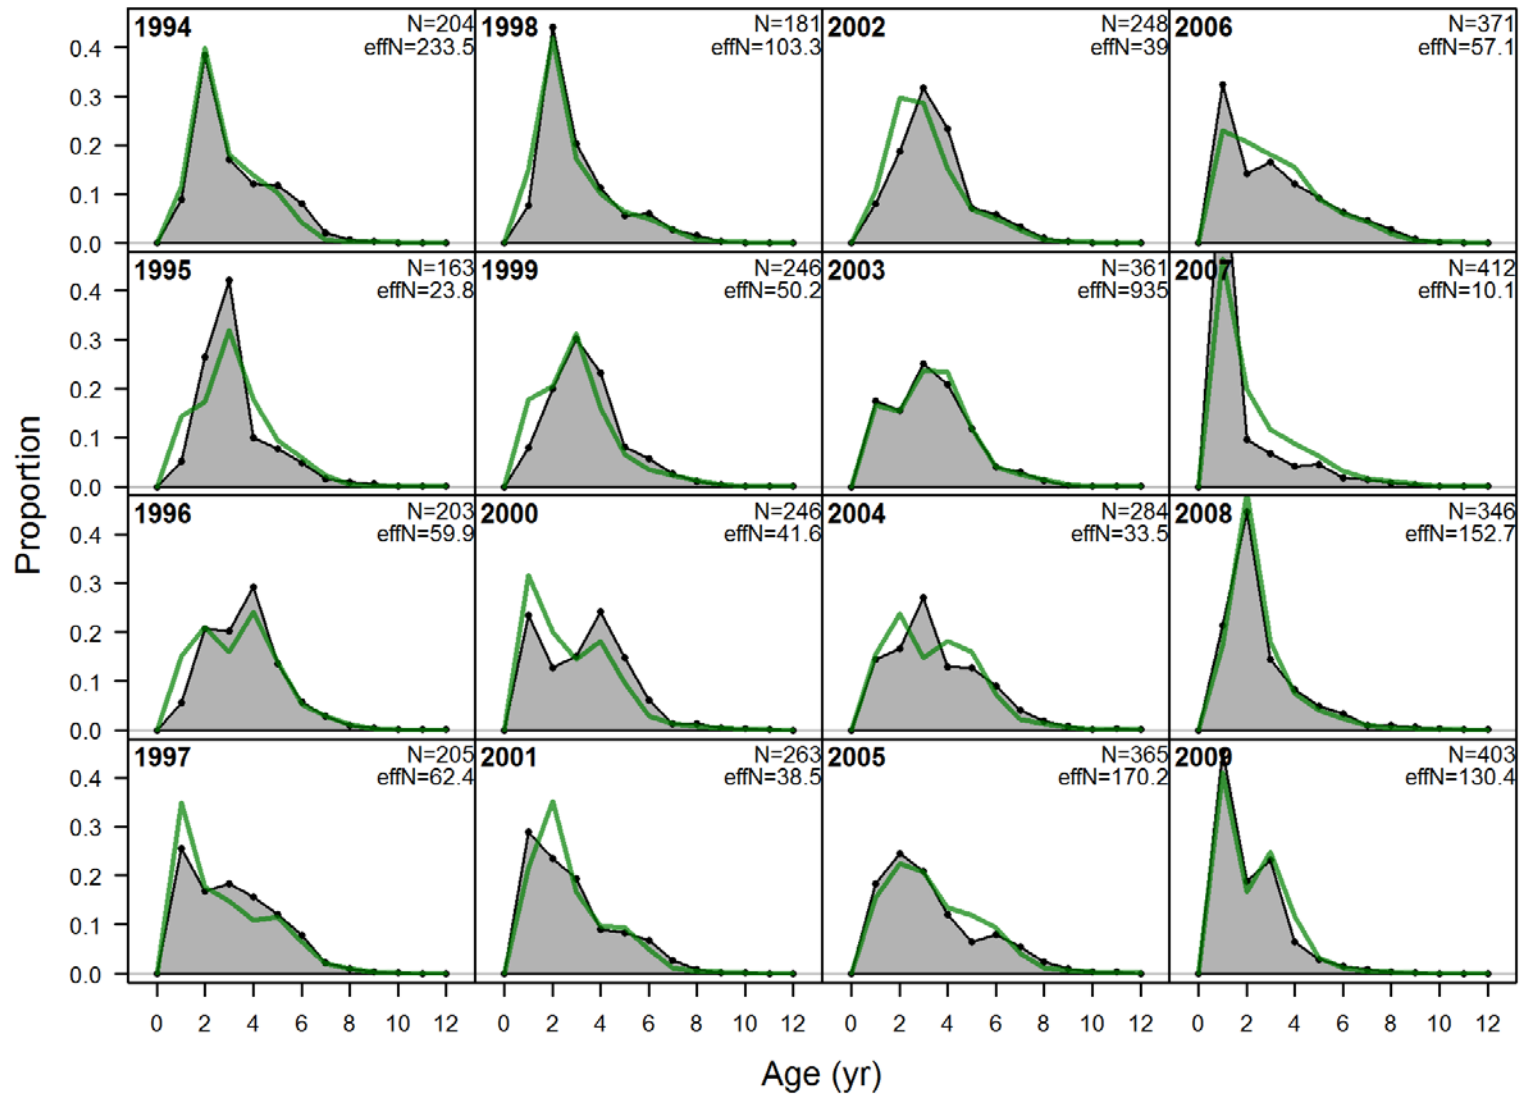 1994 N=204
effN=233.5
1998 N=181
effN=103.3
2002 N=248
effN=39
2006 N=371
effN=57.1
0.4
0.3
0.2
0.1
0.0
1995 N=163
effN=23.8
1999 N=246
effN=50.2
2003 N=361
effN=935
2007 N=412
effN=10.1
0.4
0.3
0.2
0.1
0.0
1996 N=203
effN=59.9
2000 N=246
effN=41.6
2004 N=284
effN=33.5
2008 N=346
effN=152.7
0.4
0.3
0.2
0.1
0.0
1997 N=205
effN=62.4
2001 N=263
effN=38.5
2005 N=365
effN=170.2
2009 N=403
effN=130.4
0.4
0.3
0.2
0.1
0.0
0 2 4 6 8 10 12 0 2 4 6 8 10 12 0 2 4 6 8 10 12 0 2 4 6 8 10 12
Proportion
Age (yr)